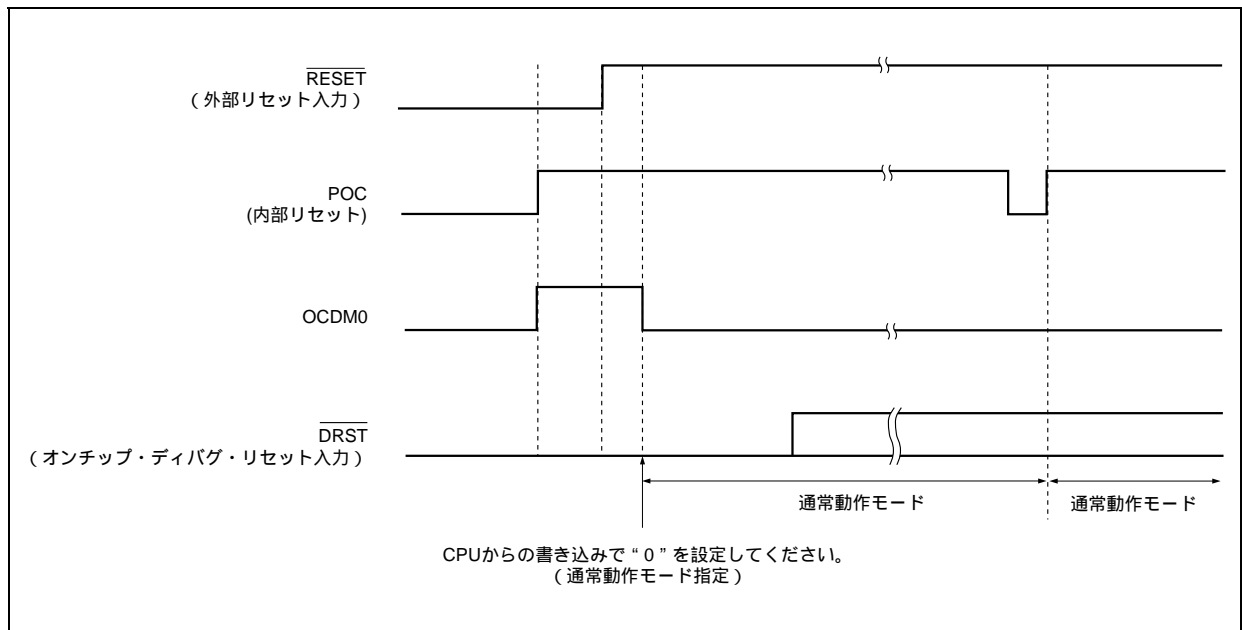 RESET
（外部リセット入力）
POC
(内部リセット)
OCDM0
DRST
（オンチップ・ディバグ・リセット入力）
通常動作モード
通常動作モード
CPUからの書き込みで“0”を設定してください。
（通常動作モード指定）